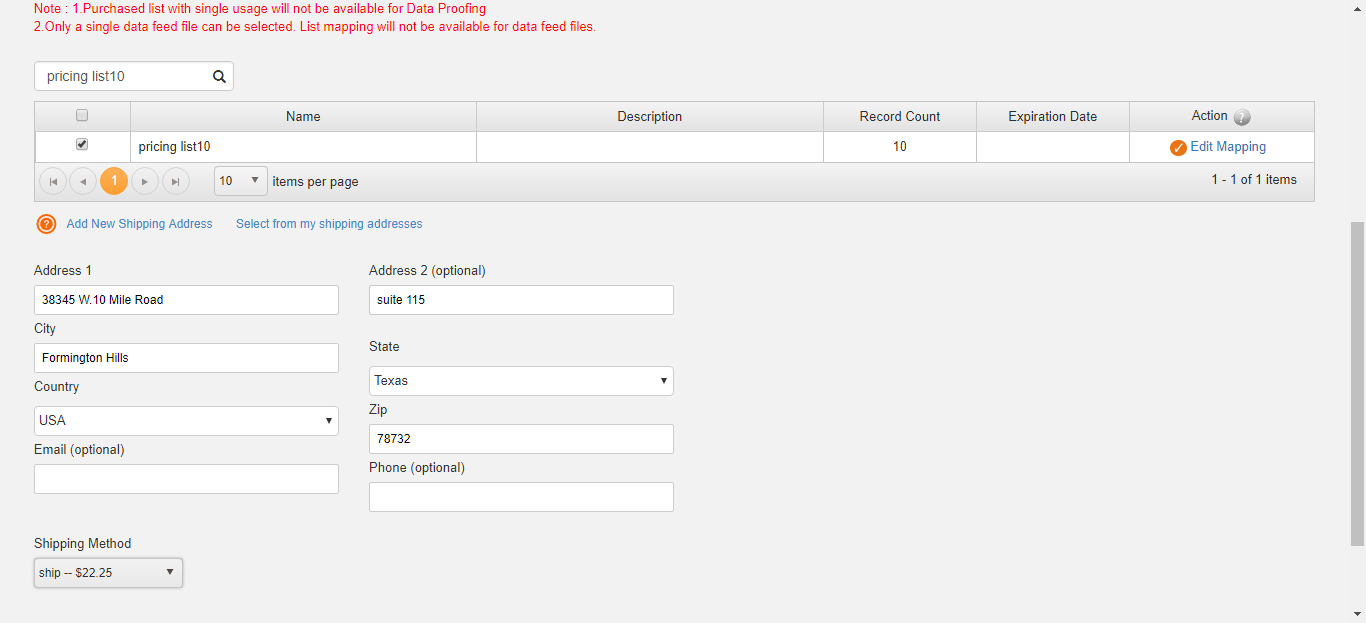 Note : 1.Purchased list with single usage will not be available for Data Proofing
2.Only a single data feed file can be selected. List mapping will not be available for data feed files.
pricing list10
Name Description Record Count Expiration Date Action ?
pricing list10 10 Edit Mapping
1 10 items per page 1 - 1 of 1 items
? Add New Shipping Address Select from my shipping addresses
Address 1 Address 2 (optional)
38345 W.10 Mile Road suite 115
City
Formington Hills
State
Country
Texas
USA
Zip
78732
Email (optional)
Phone (optional)
Shipping Method
ship -- $22.25